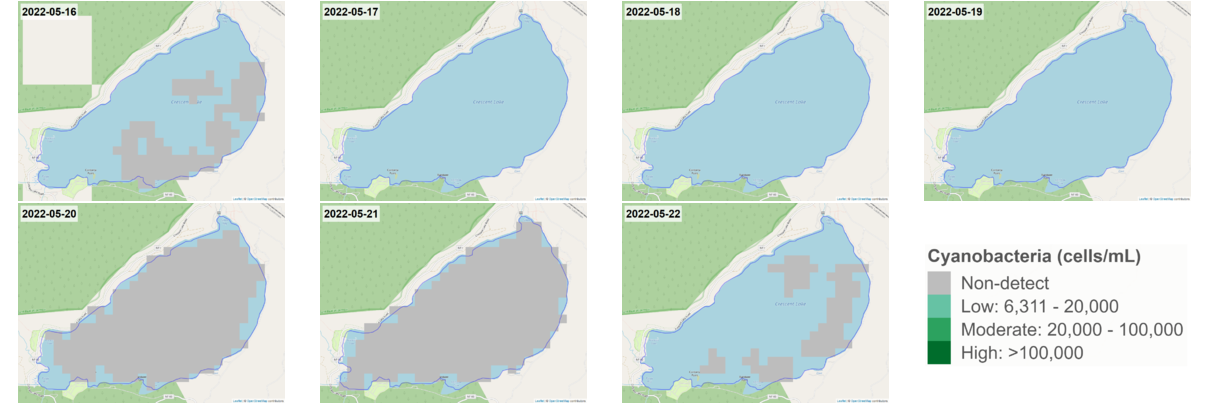 2022-05-16
2022-05-17
2022-05-18
2022-05-19
2022-05-20
2022-05-21
2022-05-22
Cyanobacteria (cells/mL)
Non-detect
Low: 6,311 - 20,000
Moderate: 20,000 - 100,000
High: >100,000